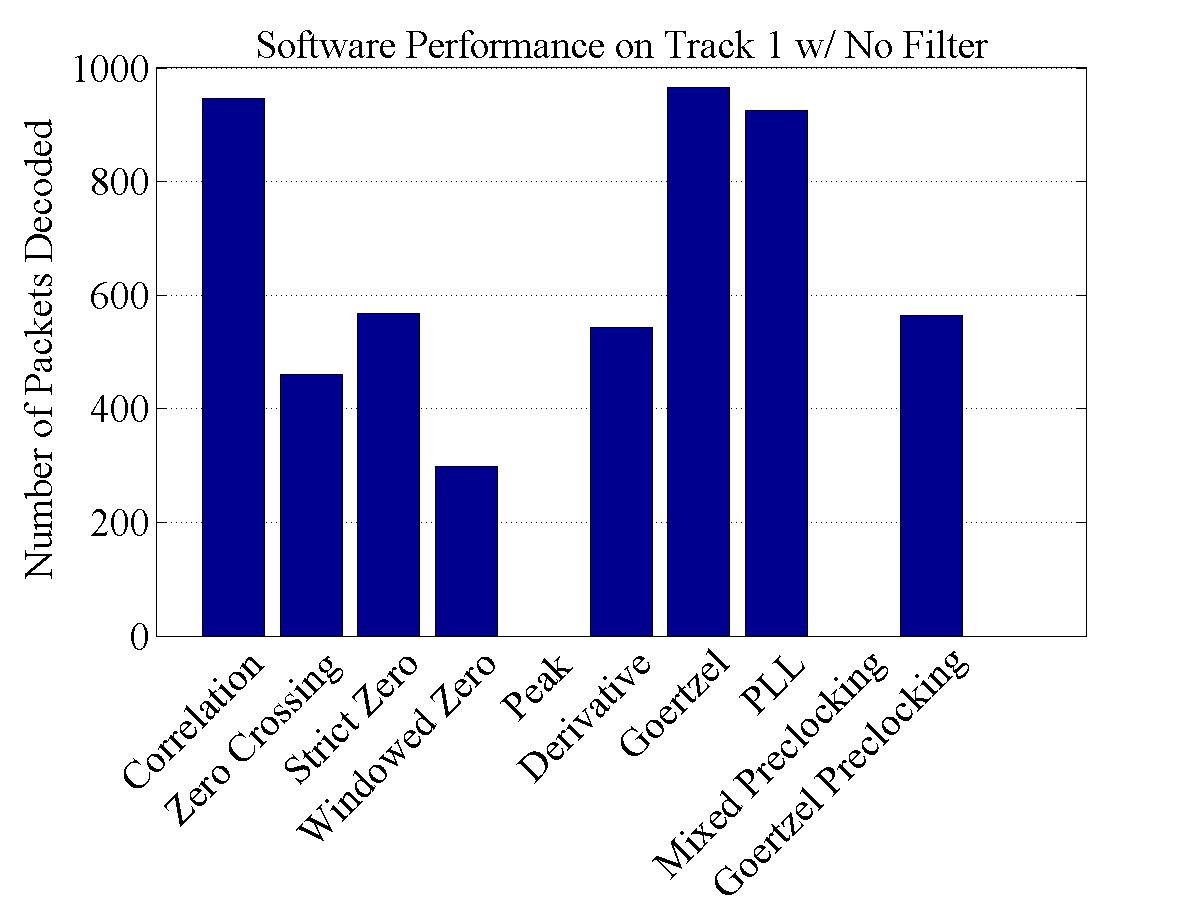 Software Performance on Track 1 w/ No Filter
Number of Packets Decoded
1000
800
600
400
200
0
Correlation
Zero Crossing
Strict Zero
Windowed Zero
Peak
Derivative
Goertzel
PLL
Mixed Preclocking
Goertzel Preclocking